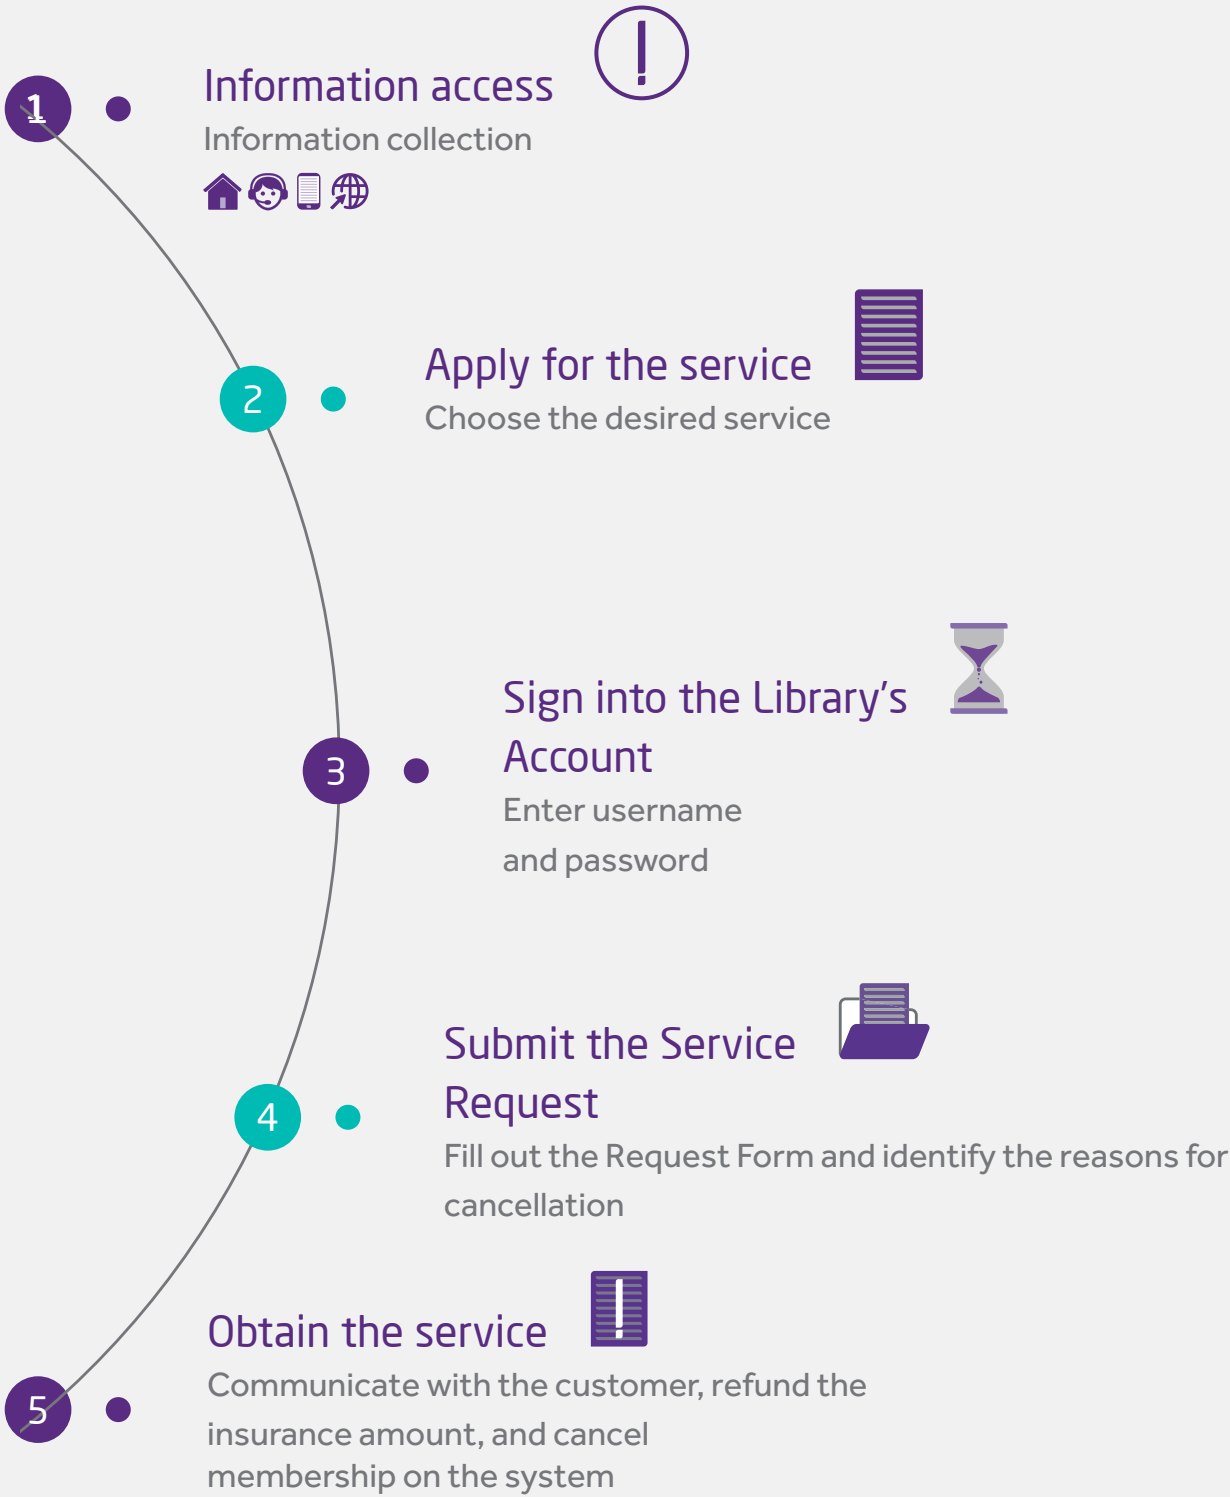 1
Information access
Information collection
2
Apply for the service
Choose the desired service
3
Sign into the Library's
Account
Enter username
and password
4
Submit the Service
Request
Fill out the Request Form and identify the reasons for
cancellation
5
Obtain the service
Communicate with the customer, refund the
insurance amount, and cancel
membership on the system